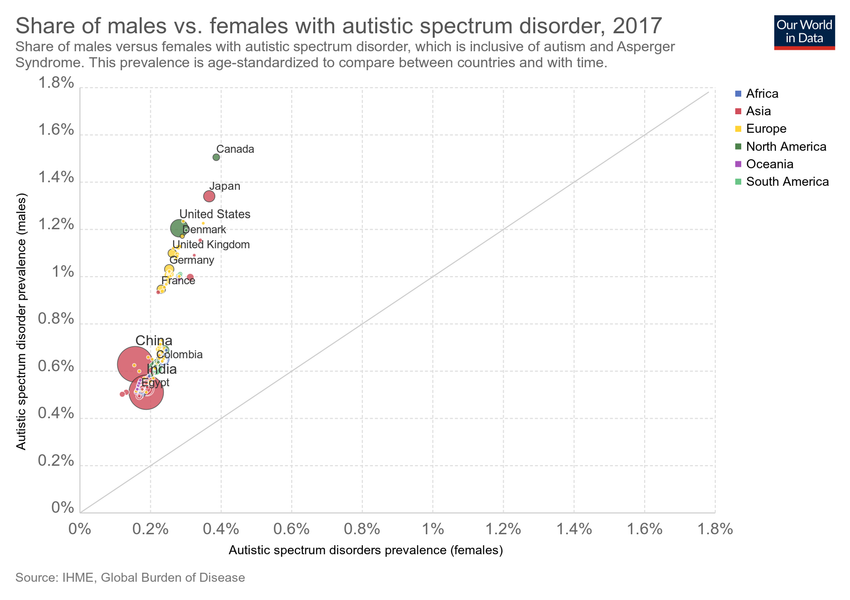 Share of males vs. females with autistic spectrum disorder, 2017
Share of males versus females with autistic spectrum disorder, which is inclusive of autism and Asperger
Syndrome. This prevalence is age-standardized to compare between countries and with time.
Our World
in Data
1.8%
1.6%
1.4%
1.2%
1%
0.8%
0.6%
0.4%
0.2%
0%
Autistic spectrum disorder prevalence (males)
Canada
Japan
United States
Denmark
United Kingdom
Germany
France
China
Colombia
India
Egypt
Africa
Asia
Europe
North America
Oceania
South America
0%
0.2%
0.4%
0.6%
0.8%
1%
1.2%
1.4%
1.6%
1.8%
Autistic spectrum disorders prevalence (females)
Source: IHME, Global Burden of Disease